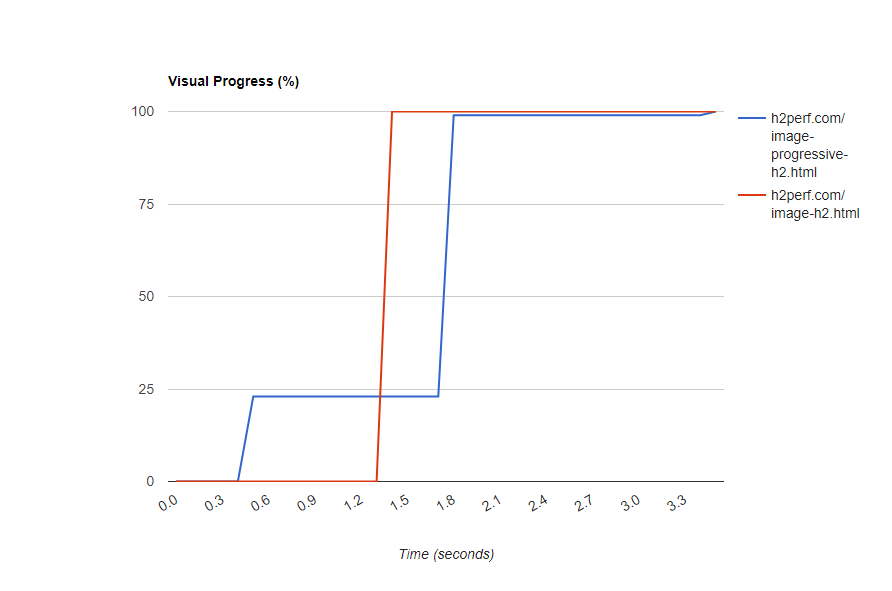 Visual Progress (%)
100
75
50
25
0
0.0 0.3 0.6 0.9 1.2 1.5 1.8 2.1 2.4 2.7 3.0 3.3
Time (seconds)
h2perf.com/
image-
progressive-
h2.html
h2perf.com/
image-h2.html